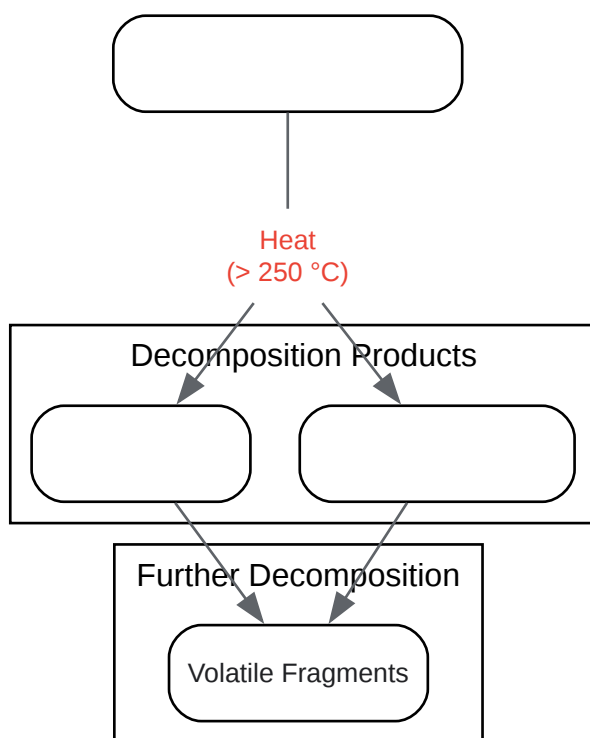 Heat
(> 250 °C)
Decomposition Products
Further Decomposition
Volatile Fragments